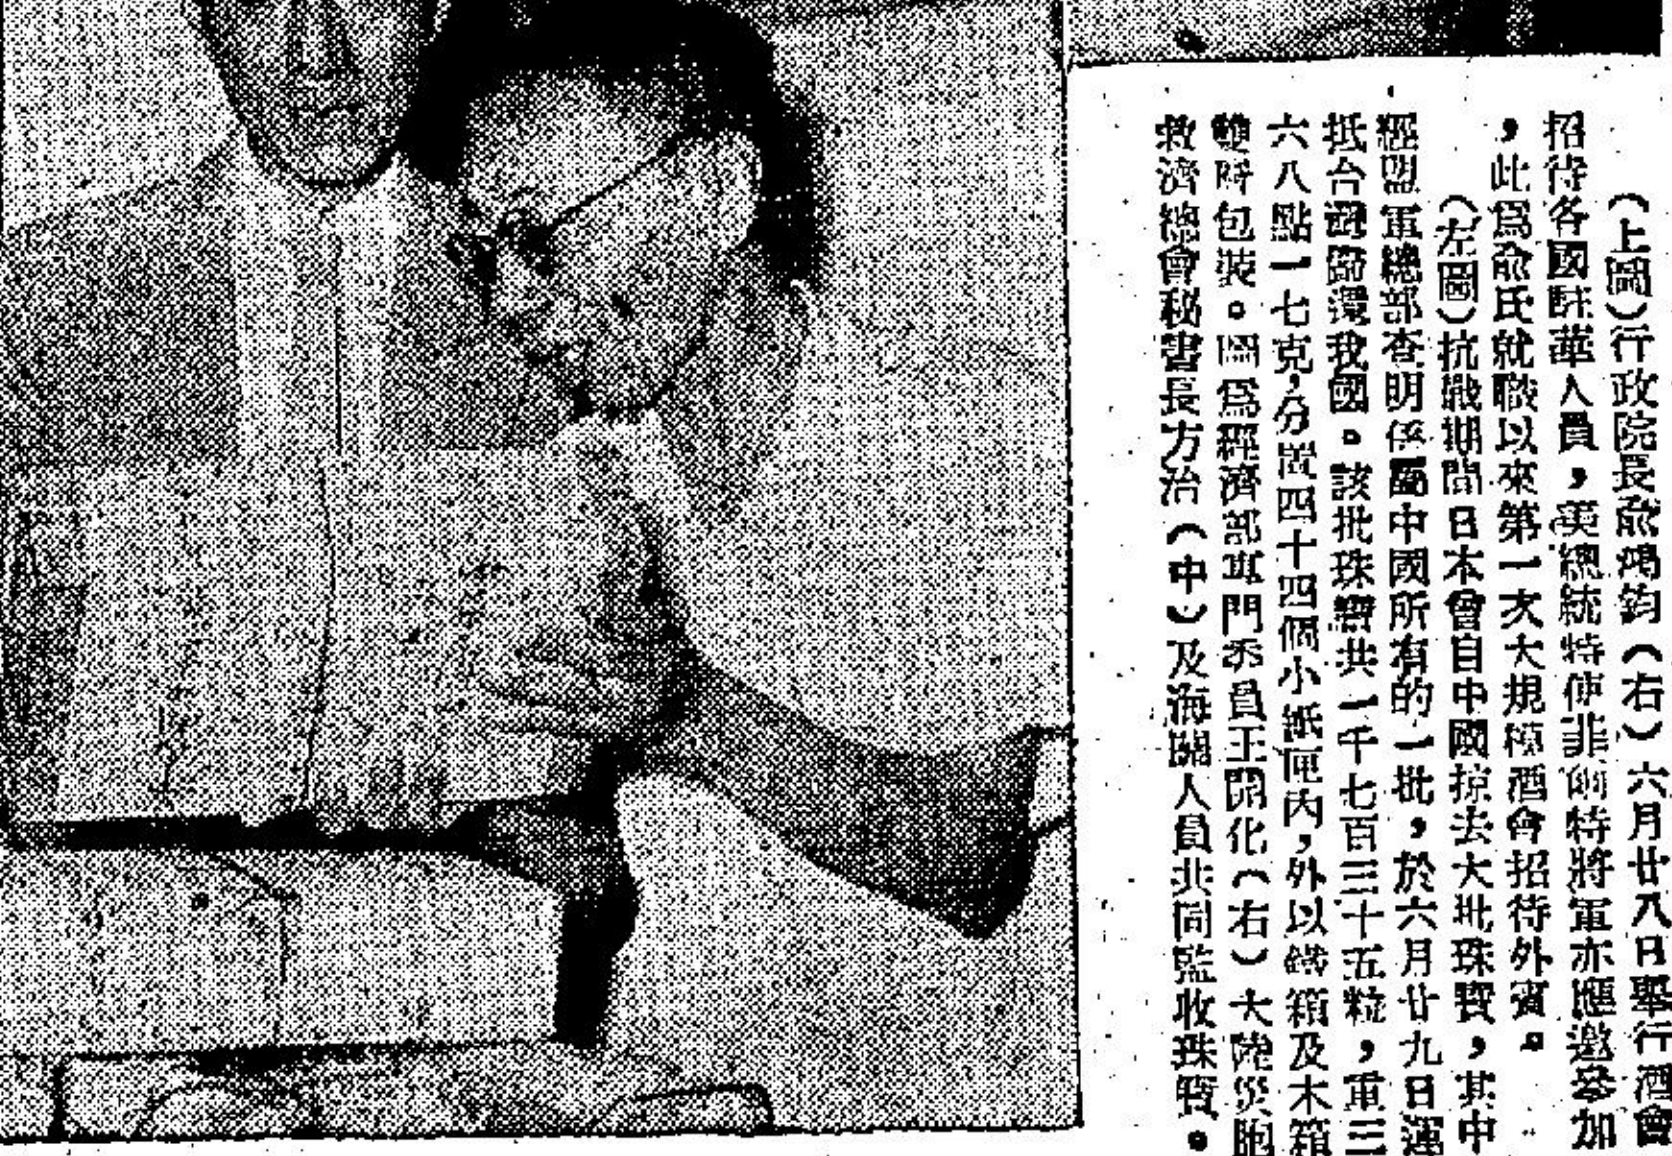 （上圖）行政院長俞鴻鈞（右）六月廿八日舉行酒會
招待各國駐華人員，美總統特使非爾特將軍亦應邀參加
，此爲俞氏就職以來第一次大規模酒會招待外賓。
（左圖）抗戰期間日本曾自中國掠去大批珠寶，其中
經盟軍總部查明係屬中國所有的一批，於六月廿九日運
抵台灣歸還我國。該批珠寶共一千七百三十五粒，重三
六八點一七克，分置四十四個小紙匣內，外以鐵箱及木箱
雙層包裝。圖爲經濟部專門委員王開化（右）大陸災胞
救濟總會秘書長方治（中）及海關人員共同監收珠寶。